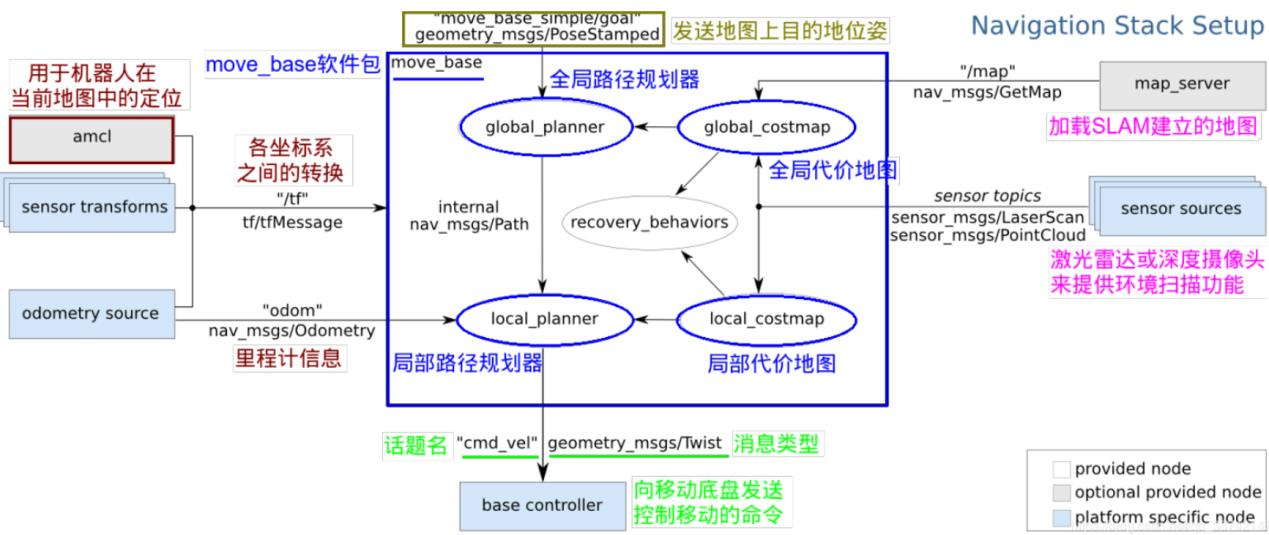 Navigation Stack Setup
"move_base_simple/goal"
geometry_msgs/PoseStamped
发送地图上目的地位姿
move_base软件包
move_base
用于机器人在
当前地图中的定位
amcl
全局路径规划器
global_planner
global_costmap
全局代价地图
"/map"
nav_msgs/GetMap
map_server
加载SLAM建立的地图
各坐标系
之间的转换
"/tf"
tf/tfMessage
sensor transforms
internal
nav_msgs/Path
recovery_behaviors
sensor topics
sensor_msgs/LaserScan
sensor_msgs/PointCloud
sensor sources
激光雷达或深度摄像头
来提供环境扫描功能
odometry source
"odom"
nav_msgs/Odometry
里程计信息
local_planner
local_costmap
局部路径规划器
局部代价地图
话题名
"cmd_vel"
geometry_msgs/Twist
消息类型
base controller
向移动底盘发送
控制移动的命令
provided node
optional provided node
platform specific node